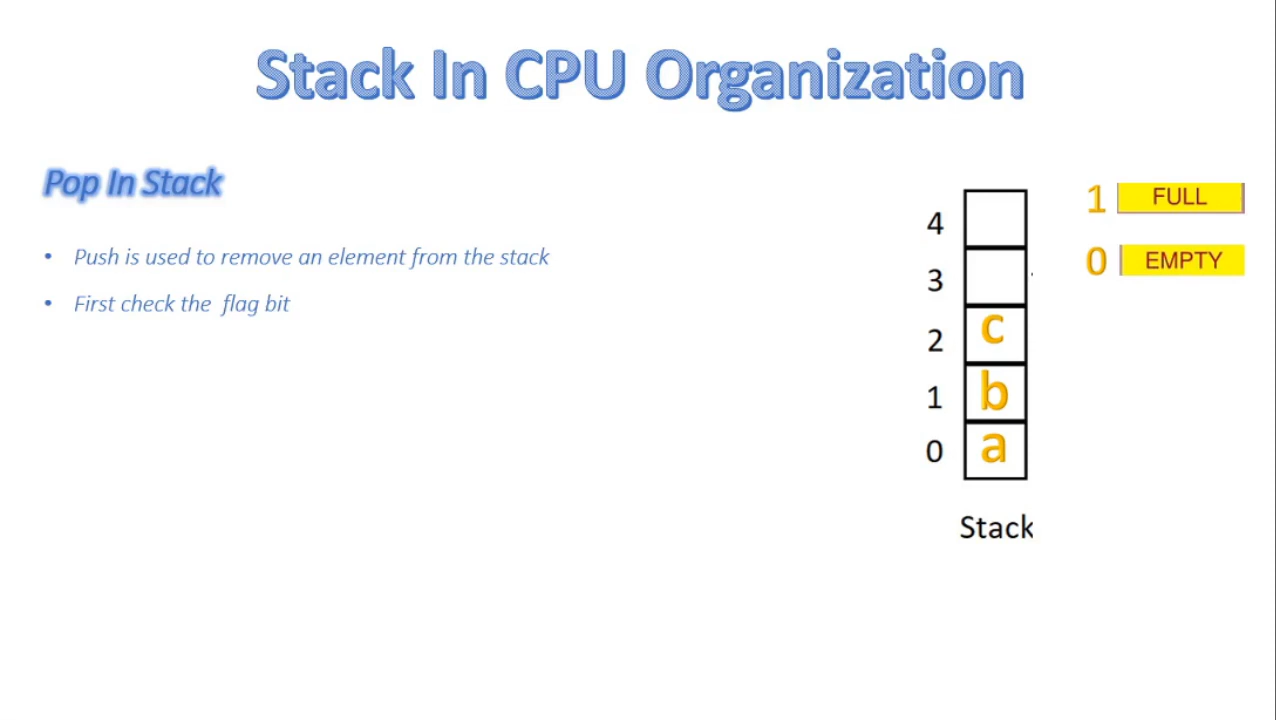 Stack In CPU Organization
Pop In Stack
• Push is used to remove an element from the stack
• First check the flag bit
1 FULL
0 EMPTY
4
3
2 c
1 b
0 a
Stack